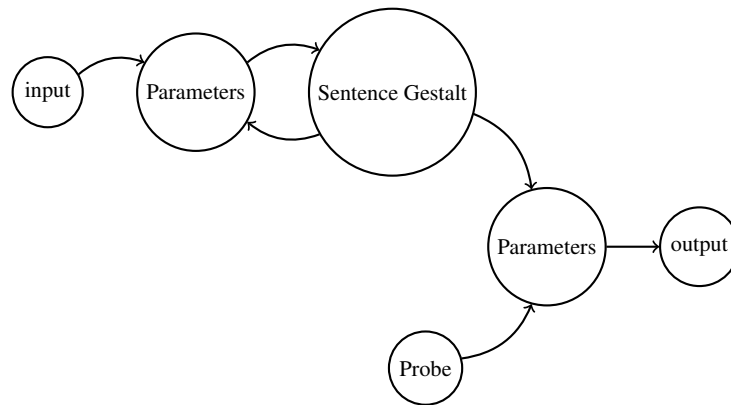 input
Parameters
Sentence Gestalt
Parameters
output
Probe